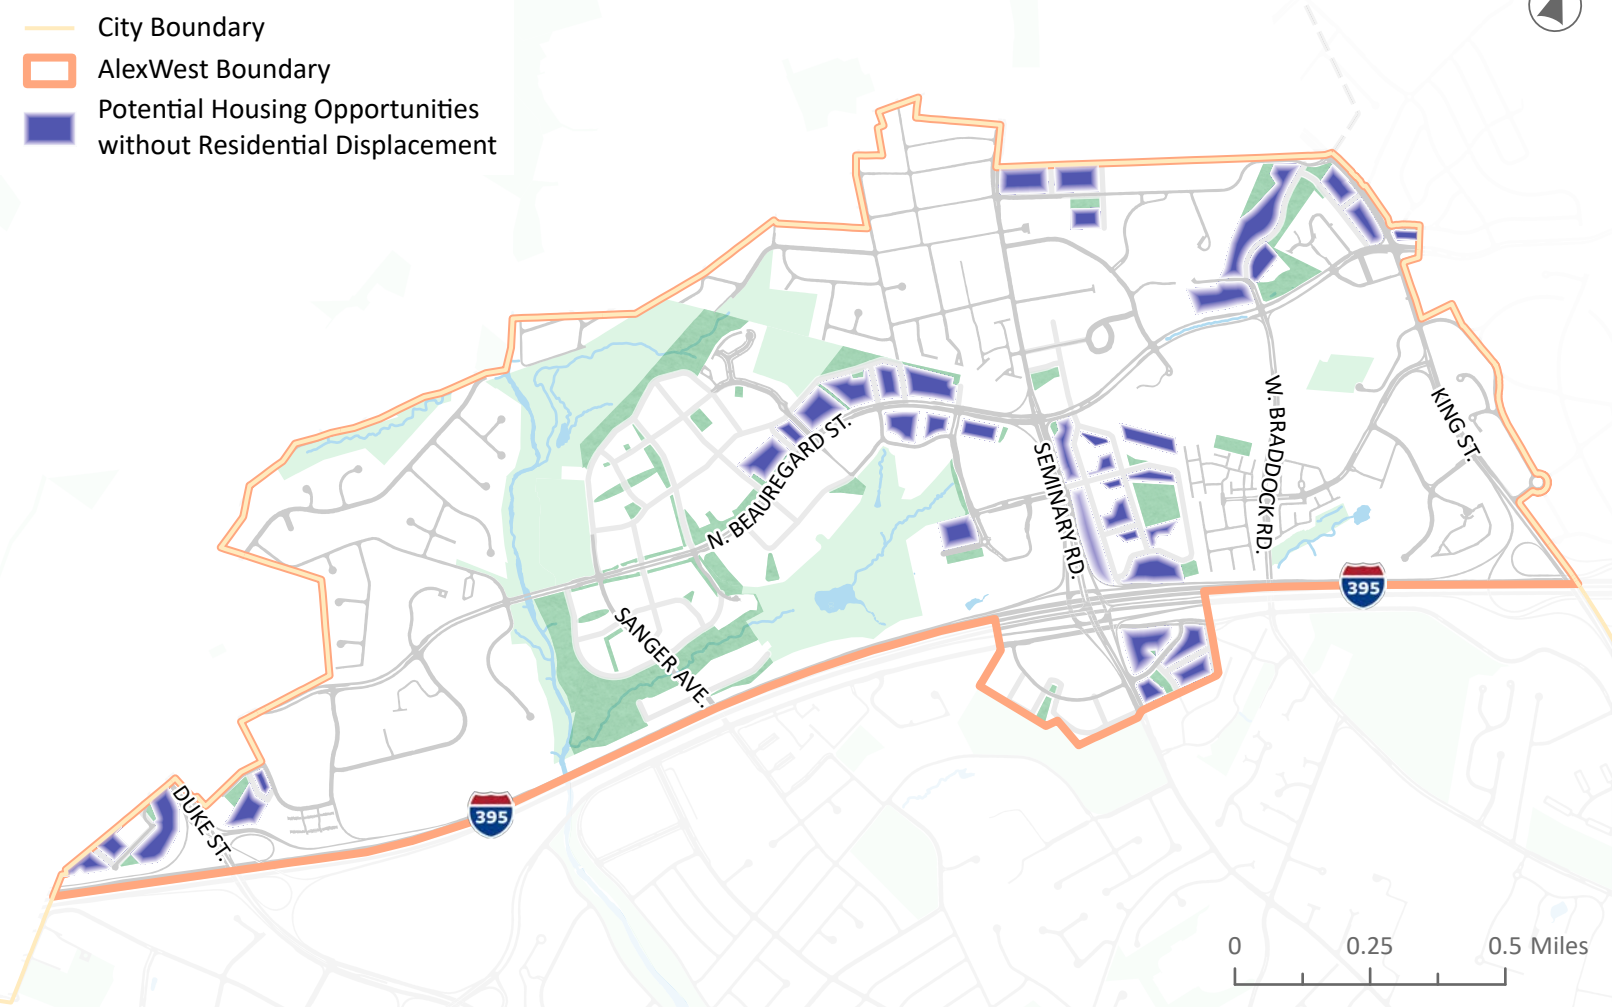 City Boundary
AlexWest Boundary
Potential Housing Opportunities
without Residential Displacement
KING ST.
W. BRADDOCK RD.
SEMINARY RD.
N. BEAUREGARD ST.
SANGER AVE.
395
DUKE ST.
395
0 0.25 0.5 Miles